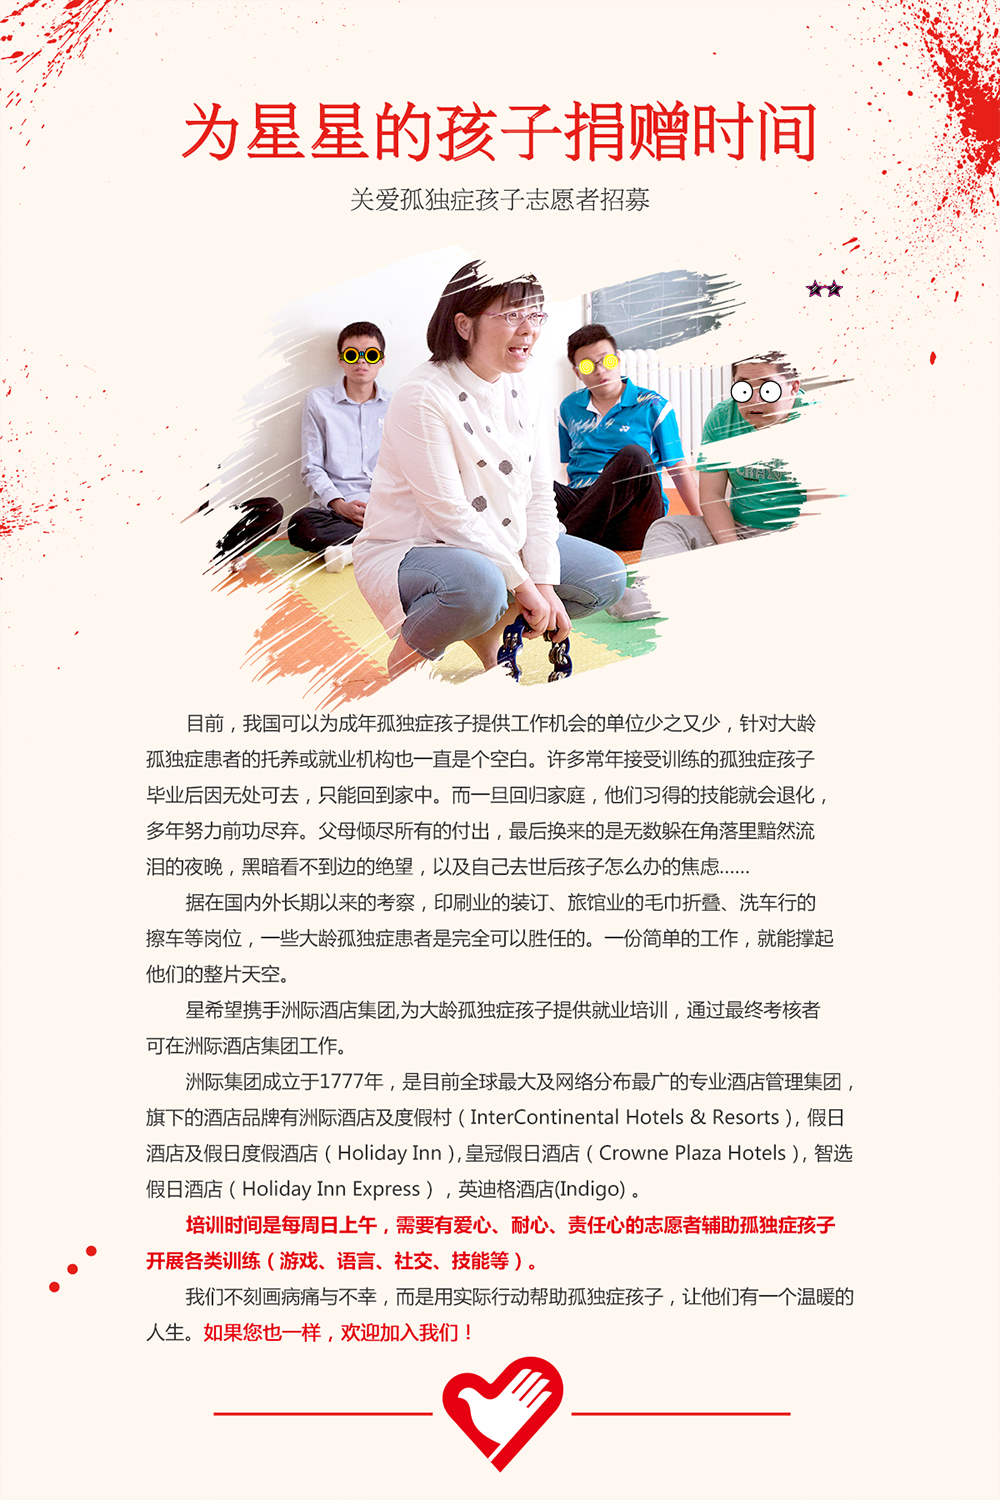 为星星的孩子捐赠时间
关爱孤独症孩子志愿者招募
目前，我国可以为成年孤独症孩子提供工作机会的单位少之又少，针对大龄
孤独症患者的托养或就业机构也一直是个空白。许多常年接受训练的孤独症孩子
毕业后因无处可去，只能回到家中。而一旦回归家庭，他们习得的技能就会退化，
多年努力前功尽弃。父母倾尽所有的付出，最后换来的是无数躲在角落里黯然流
泪的夜晚，黑暗看不到边的绝望，以及自己去世后孩子怎么办的焦虑……
据在国内外长期以来的考察，印刷业的装订、旅馆业的毛巾折叠、洗车行的
擦车等岗位，一些大龄孤独症患者是完全可以胜任的。一份简单的工作，就能撑起
他们的整片天空。
星希望携手洲际酒店集团,为大龄孤独症孩子提供就业培训，通过最终考核者
可在洲际酒店集团工作。
洲际集团成立于1777年，是目前全球最大及网络分布最广的专业酒店管理集团，
旗下的酒店品牌有洲际酒店及度假村（InterContinental Hotels & Resorts），假日
酒店及假日度假酒店（Holiday Inn），皇冠假日酒店（Crowne Plaza Hotels），智选
假日酒店（Holiday Inn Express），英迪格酒店(Indigo) 。
培训时间是每周日上午，需要有爱心、耐心、责任心的志愿者辅助孤独症孩子
开展各类训练（游戏、语言、社交、技能等）。
我们不刻画病痛与不幸，而是用实际行动帮助孤独症孩子，让他们有一个温暖的
人生。如果您也一样，欢迎加入我们！